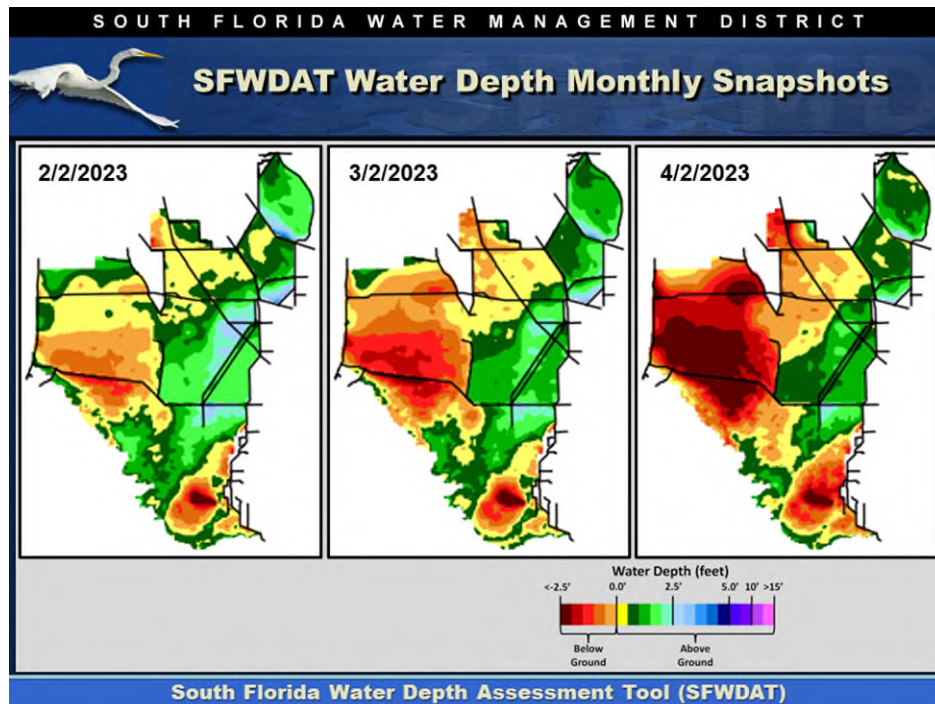 SOUTH FLORIDA WATER MANAGEMENT DISTRICT
SFWDAT Water Depth Monthly Snapshots
2/2/2023
3/2/2023
4/2/2023
Water Depth (feet)
<-2.5' 0.0' 2.5' 5.0' 10' >15'
Below Above
Ground Ground
South Florida Water Depth Assessment Tool (SFWDAT)